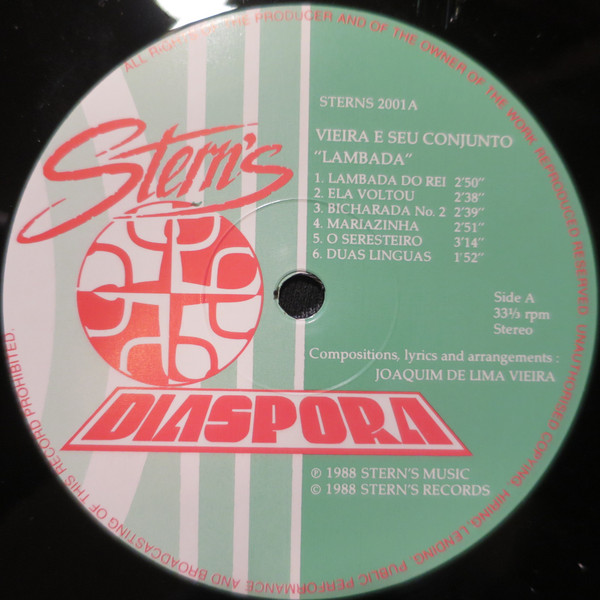 ALL RIGHTS OF THE PRODUCER AND OF THE OWNER OF THE WORK REPRODUCED RESERVED. UNAUTHORISED COPYING, HIRING, LENDING, PUBLIC PERFORMANCE AND BROADCASTING OF THIS RECORD PROHIBITED.
STERNS 2001A
Stern's
VIEIRA E SEU CONJUNTO
"LAMBADA"
1. LAMBADA DO REI 2'50"
2. ELA VOLTOU 2'38"
3. BICHARADA No. 2 2'39"
4. MARIAZINHA 2'51"
5. O SERESTEIRO 3'14"
6. DUAS LINGUAS 1'52"
Side A
33⅓ rpm
Stereo
Compositions, lyrics and arrangements :
JOAQUIM DE LIMA VIEIRA
DIASPORA
℗ 1988 STERN'S MUSIC
© 1988 STERN'S RECORDS